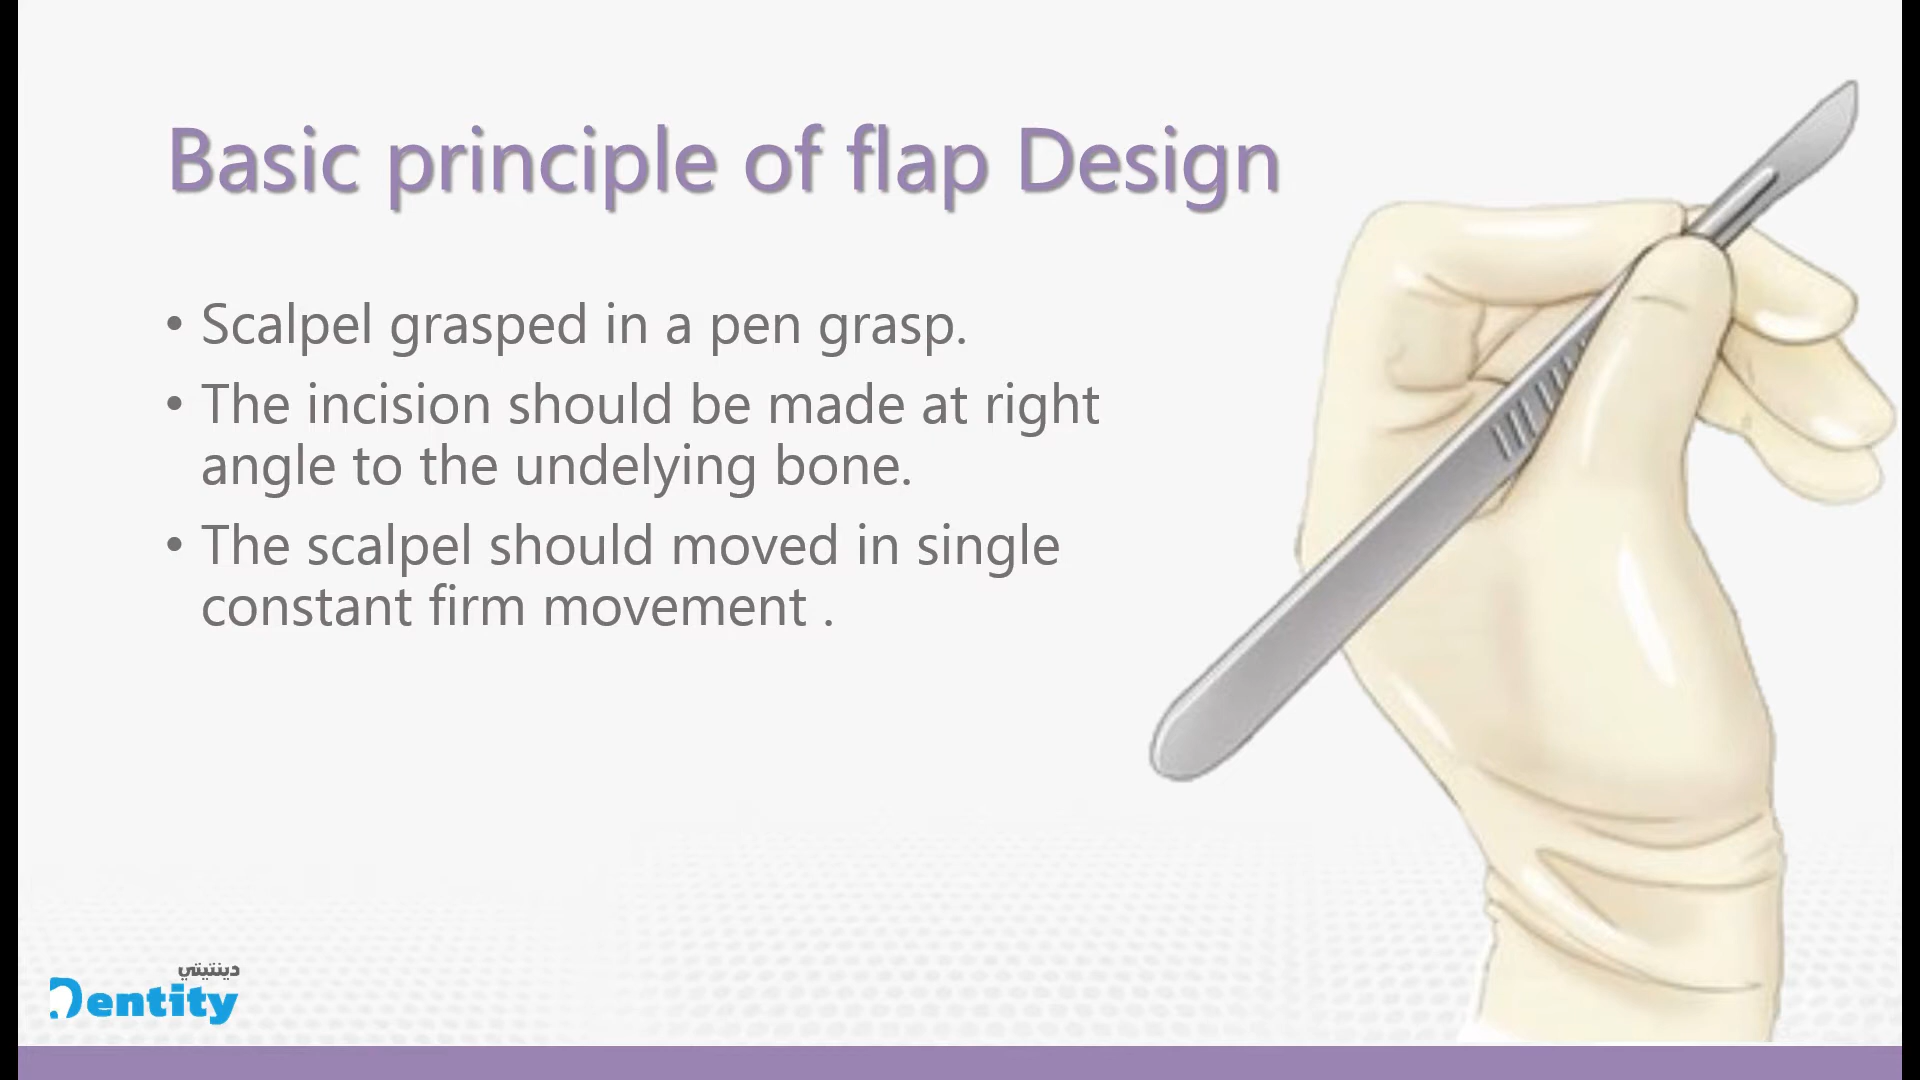 Basic principle of flap Design
• Scalpel grasped in a pen grasp.
• The incision should be made at right
angle to the undelying bone.
• The scalpel should moved in single
constant firm movement .
دينتيتي
Dentity